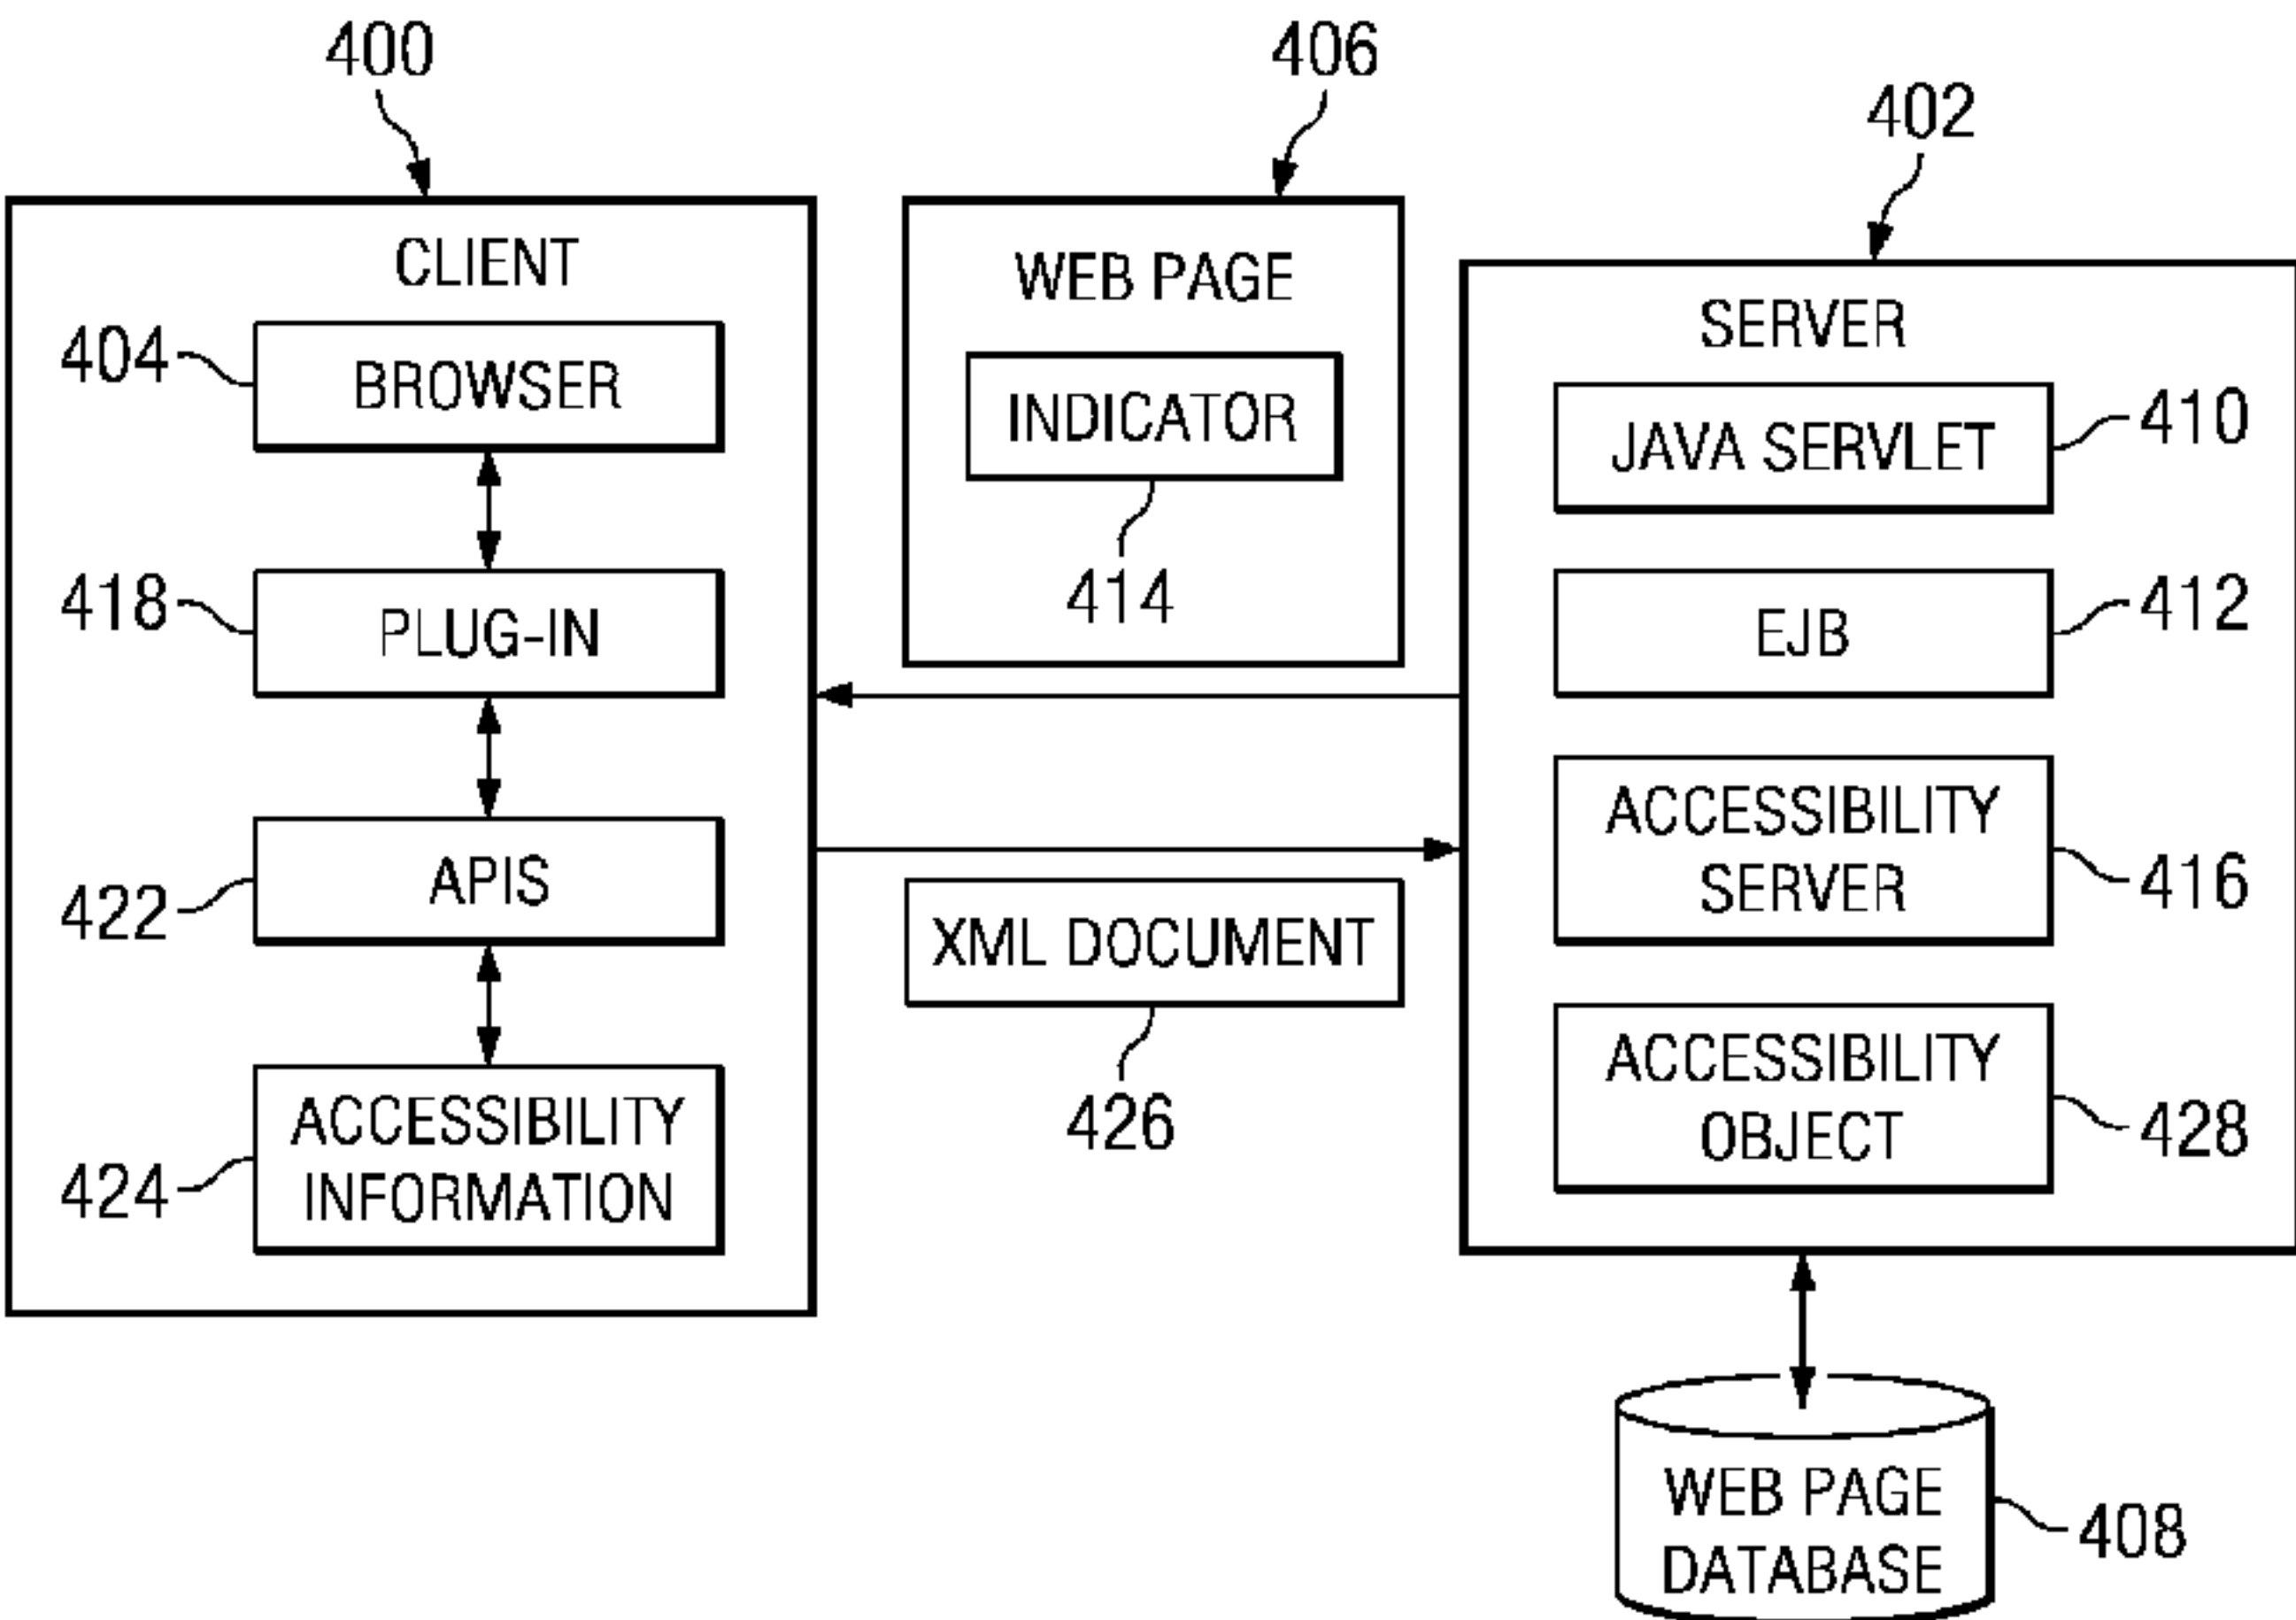 400
406
402
CLIENT
404
BROWSER
418
PLUG-IN
422
APIS
424
ACCESSIBILITY
INFORMATION
WEB PAGE
INDICATOR
414
XML DOCUMENT
426
SERVER
JAVA SERVLET
410
EJB
412
ACCESSIBILITY
SERVER
416
ACCESSIBILITY
OBJECT
428
WEB PAGE
DATABASE
408